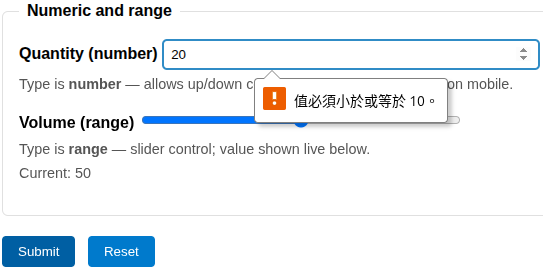 Numeric and range
Quantity (number) 20
Type is number — allows up/down c on mobile.
值必須小於或等於 10。
Volume (range)
Type is range — slider control; value shown live below.
Current: 50
Submit Reset